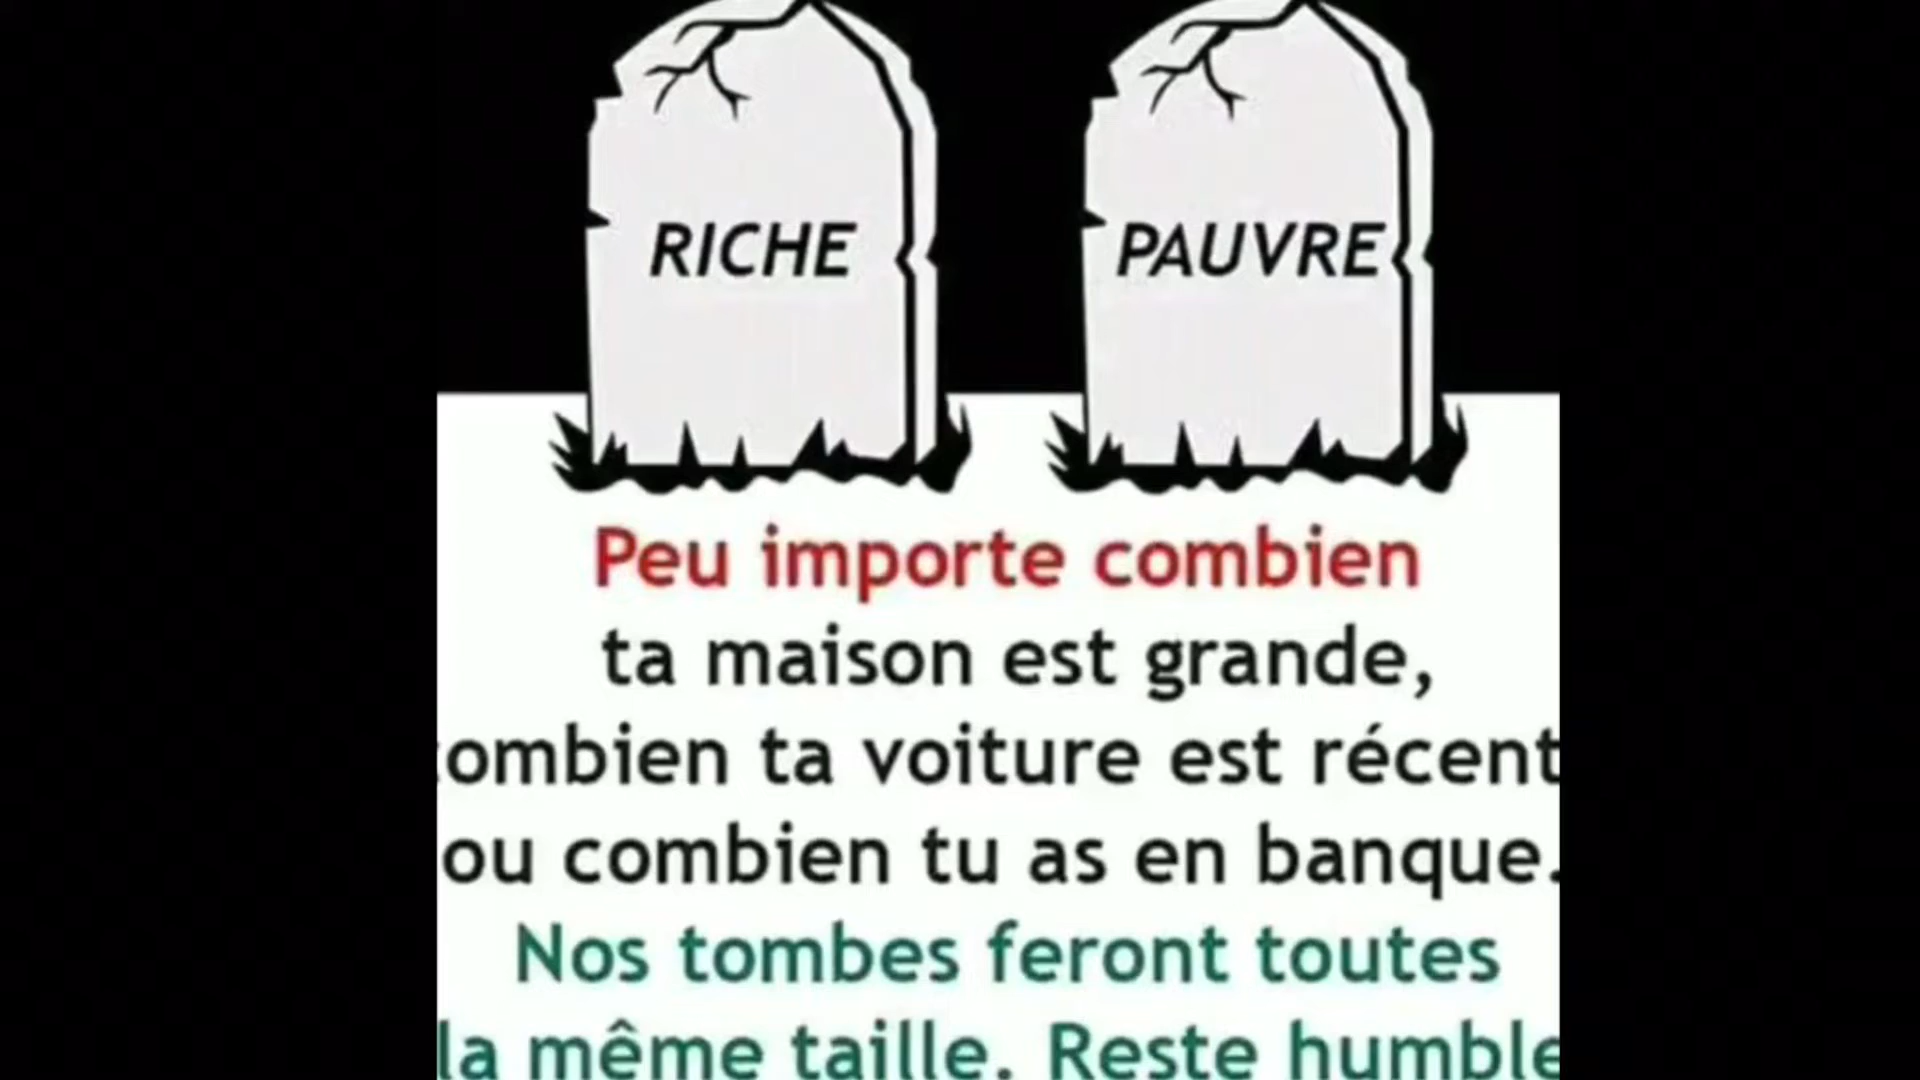 RICHE
PAUVRE
Peu importe combien
ta maison est grande,
combien ta voiture est récent
ou combien tu as en banque.
Nos tombes feront toutes
la même taille. Reste humble